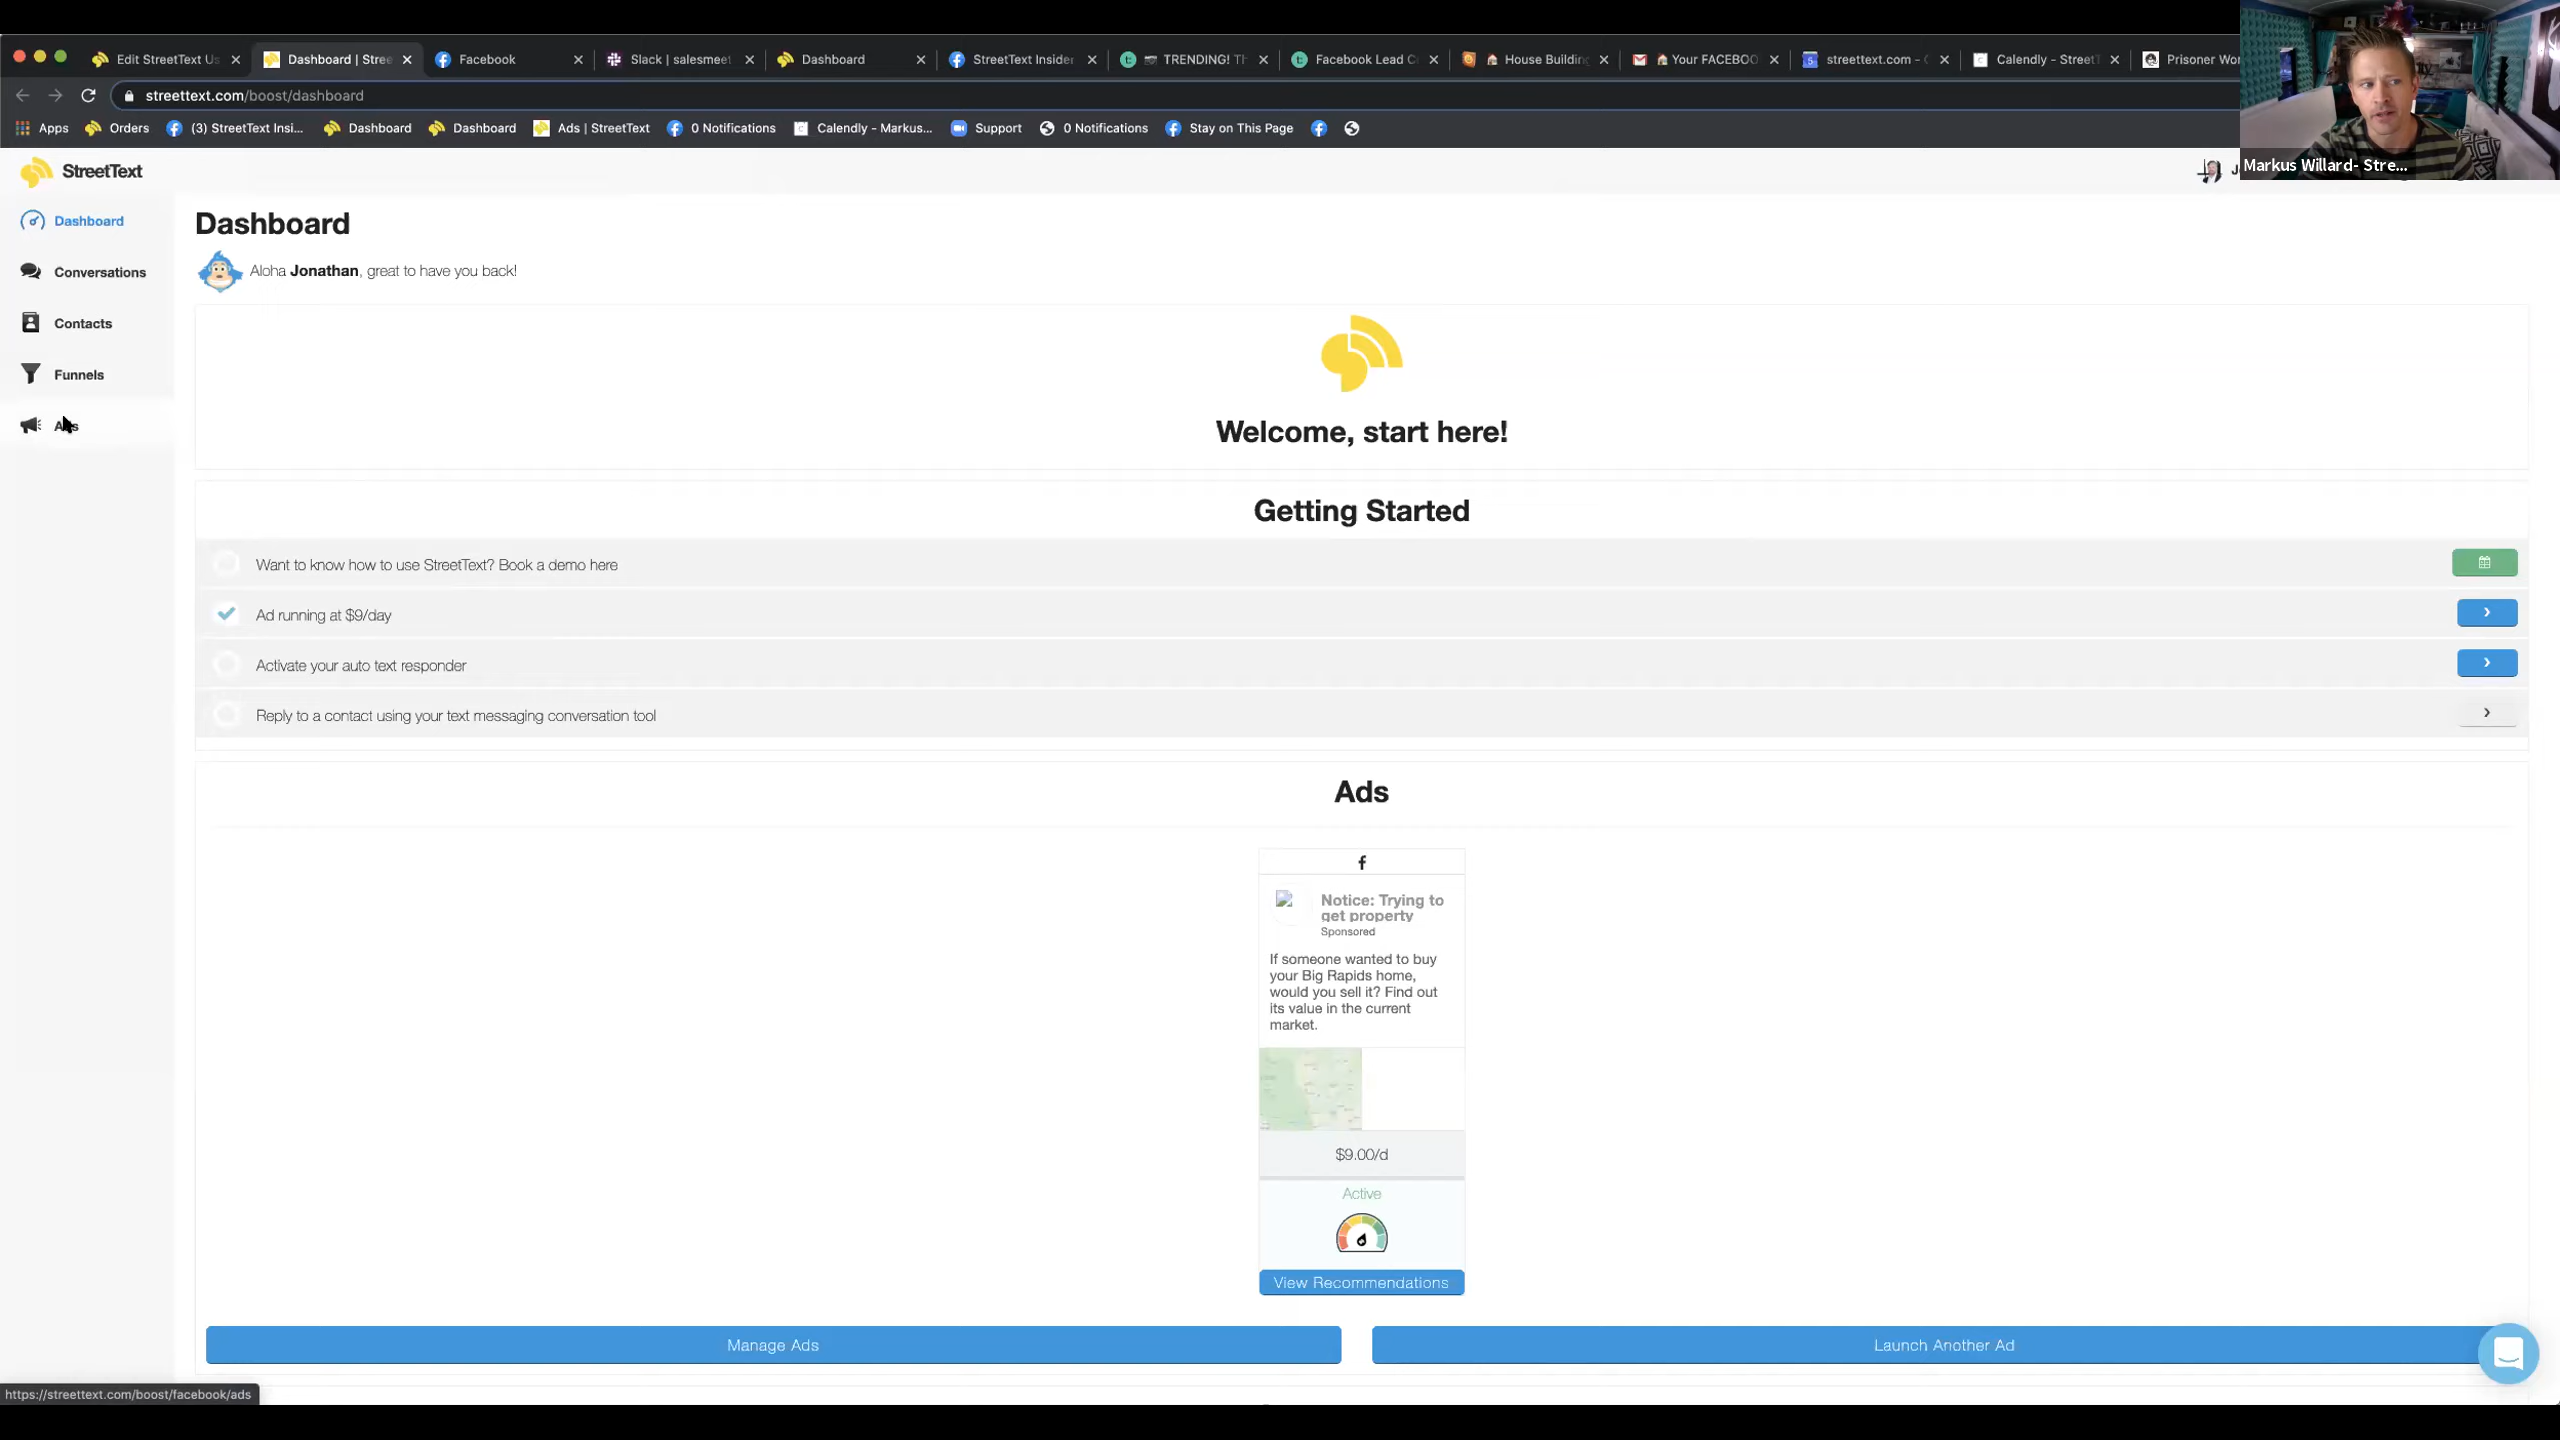 Edit StreetText Us
Dashboard | Stree
Facebook
Slack | salesmeet
Dashboard
StreetText Insider
TRENDING! Th
Facebook Lead C
House Building
Your FACEBOO
streettext.com -
Calendly - StreetT
Prisoner Wor
streettext.com/boost/dashboard
Apps
Orders
(3) StreetText Insi...
Dashboard
Dashboard
Ads | StreetText
0 Notifications
Calendly - Markus...
Support
0 Notifications
Stay on This Page
Markus Willard- Stre...
StreetText
Dashboard
Conversations
Contacts
Funnels
Dashboard
Aloha Jonathan, great to have you back!
Welcome, start here!
Getting Started
Want to know how to use StreetText? Book a demo here
Ad running at $9/day
Activate your auto text responder
Reply to a contact using your text messaging conversation tool
Ads
Notice: Trying to
get property
Sponsored
If someone wanted to buy
your Big Rapids home,
would you sell it? Find out
its value in the current
market.
$9.00/d
Active
View Recommendations
Manage Ads
Launch Another Ad
https://streettext.com/boost/facebook/ads